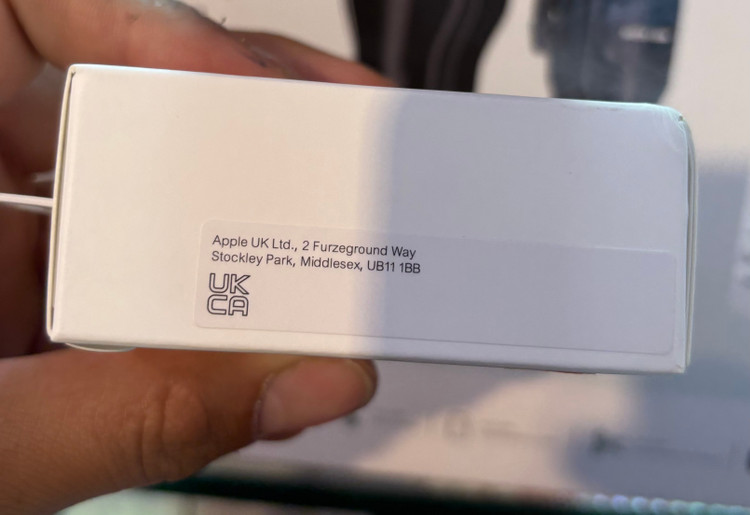 Apple UK Ltd., 2 Furzeground Way
Stockley Park, Middlesex, UB11 1BB
UK
CA